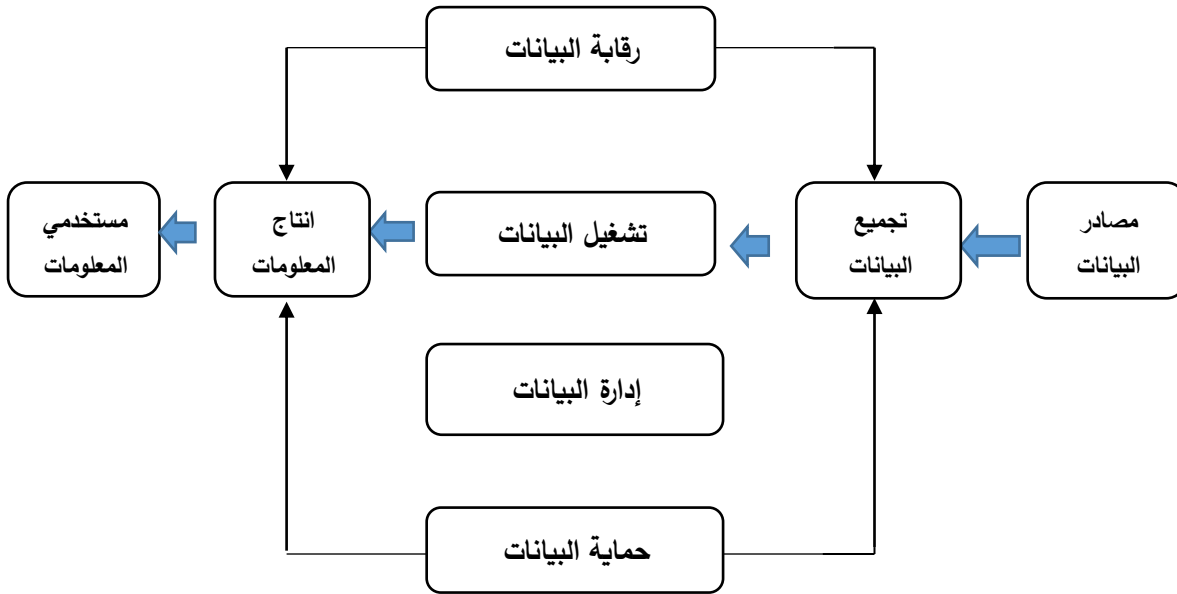 رقابة البيانات
مصادر
البيانات
تجميع
البيانات
تشغيل البيانات
انتاج
المعلومات
مستخدمي
المعلومات
إدارة البيانات
حماية البيانات